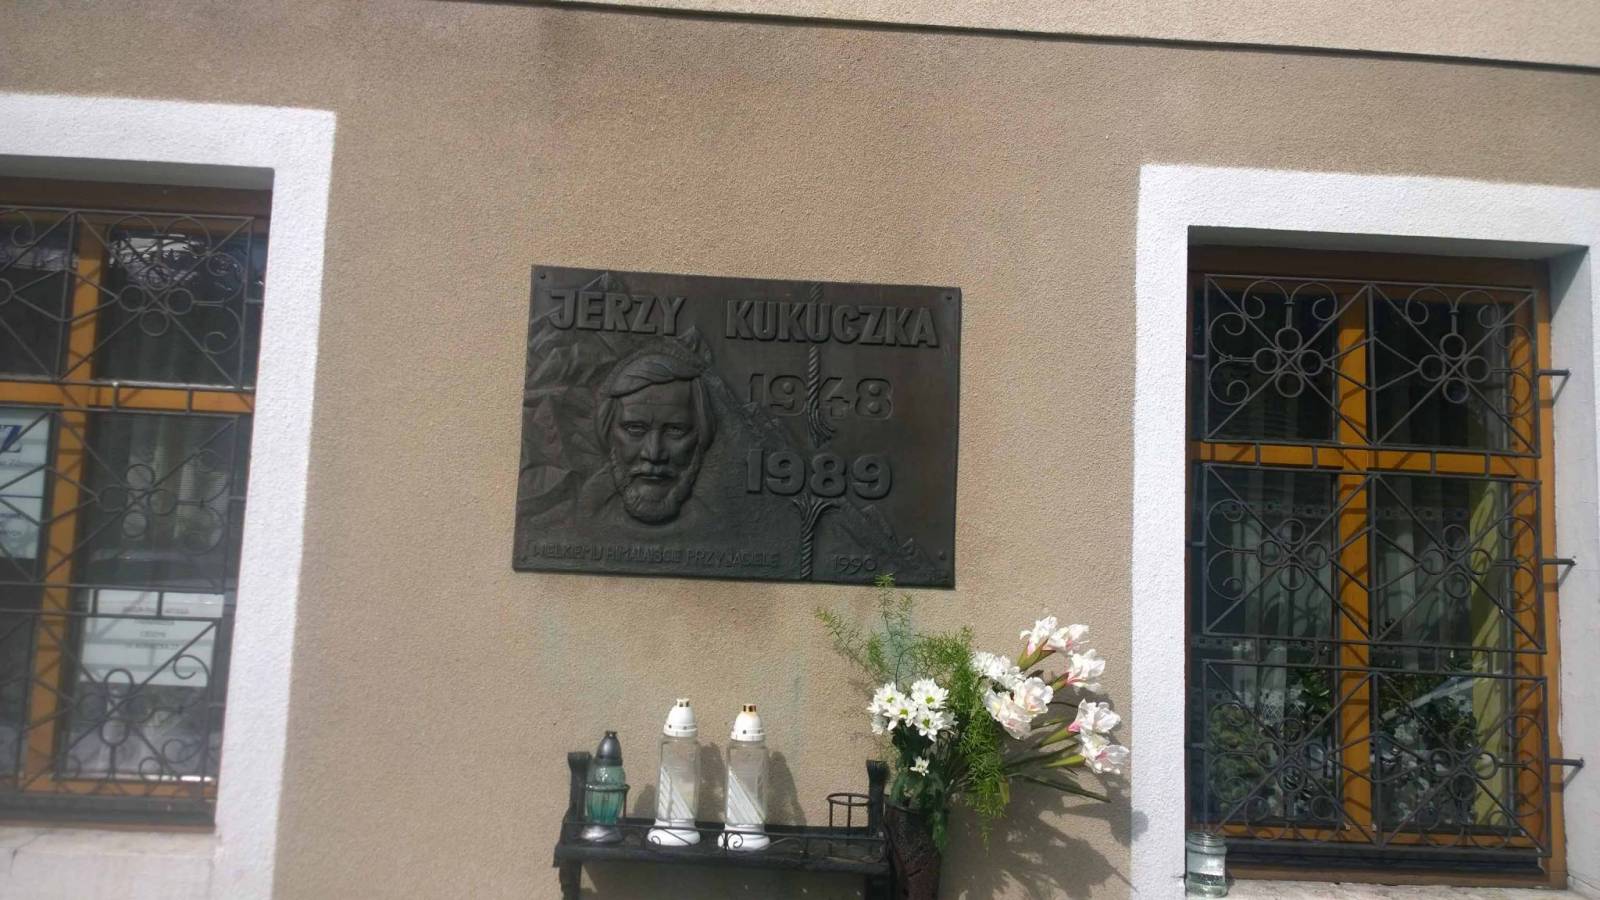 JERZY KUKUCZKA
1948
1989
WIELKIEMU HIMALAIŚCIE PRZYJACIELE 1990